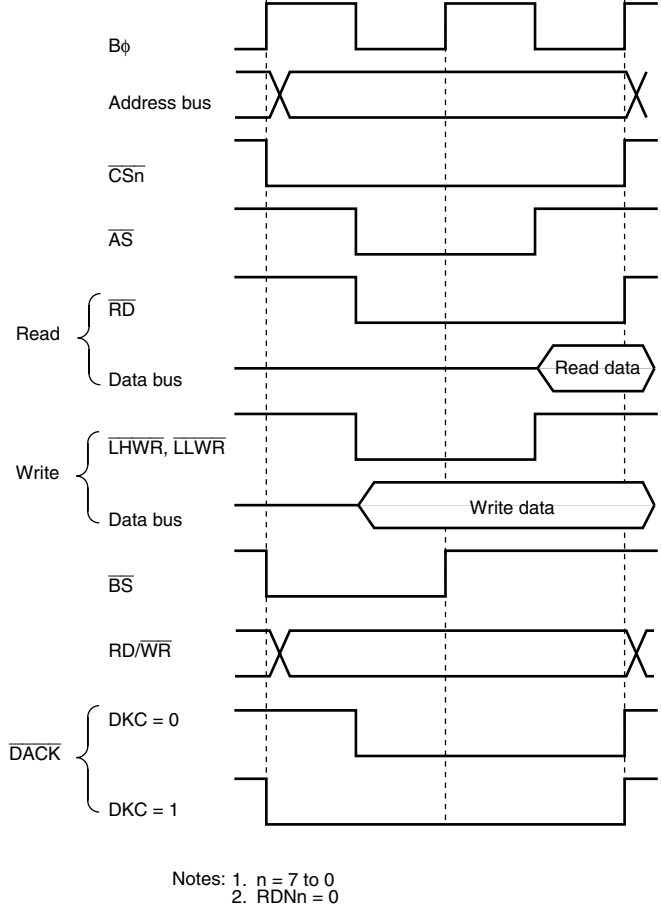 Bϕ
Address bus
CSn
AS
Read
RD
Data bus
Read data
Write
LHWR, LLWR
Data bus
Write data
BS
RD/WR
DACK
DKC = 0
DKC = 1
Notes: 1. n = 7 to 0
2. RDNn = 0